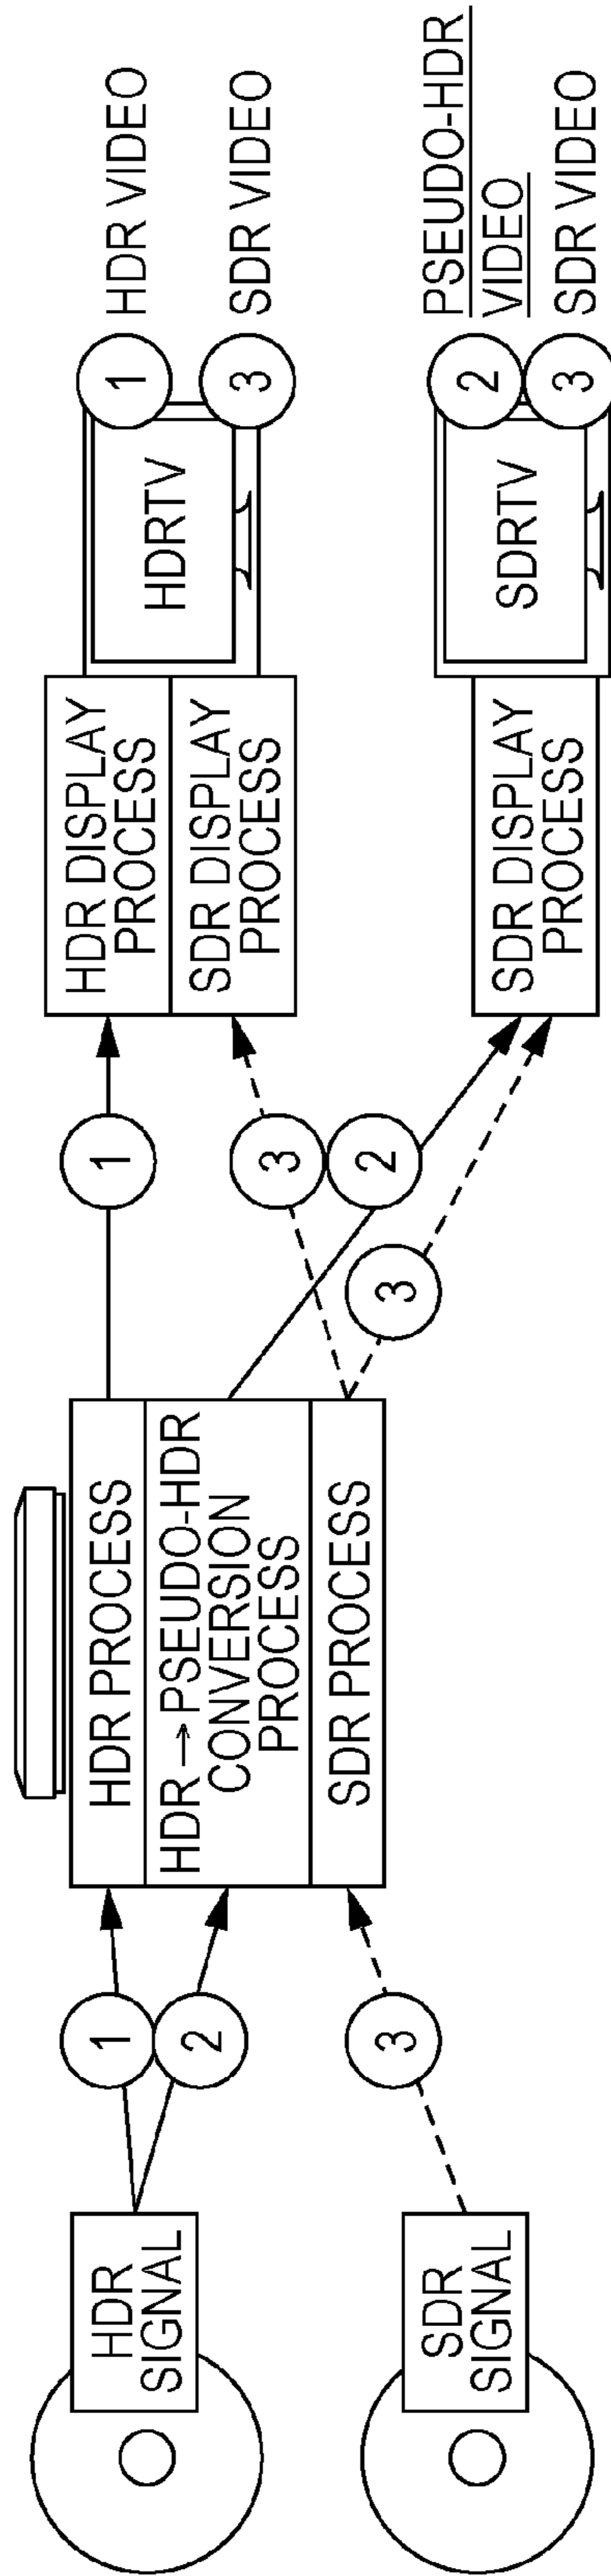 HDR
SIGNAL
SDR
SIGNAL
1
2
3
HDR PROCESS
HDR→PSEUDO-HDR
CONVERSION
PROCESS
SDR PROCESS
1
3
2
3
HDR DISPLAY
PROCESS
SDR DISPLAY
PROCESS
SDR DISPLAY
PROCESS
HDRTV
1
HDR VIDEO
3
SDR VIDEO
SDRTV
2
PSEUDO-HDR
VIDEO
3
SDR VIDEO